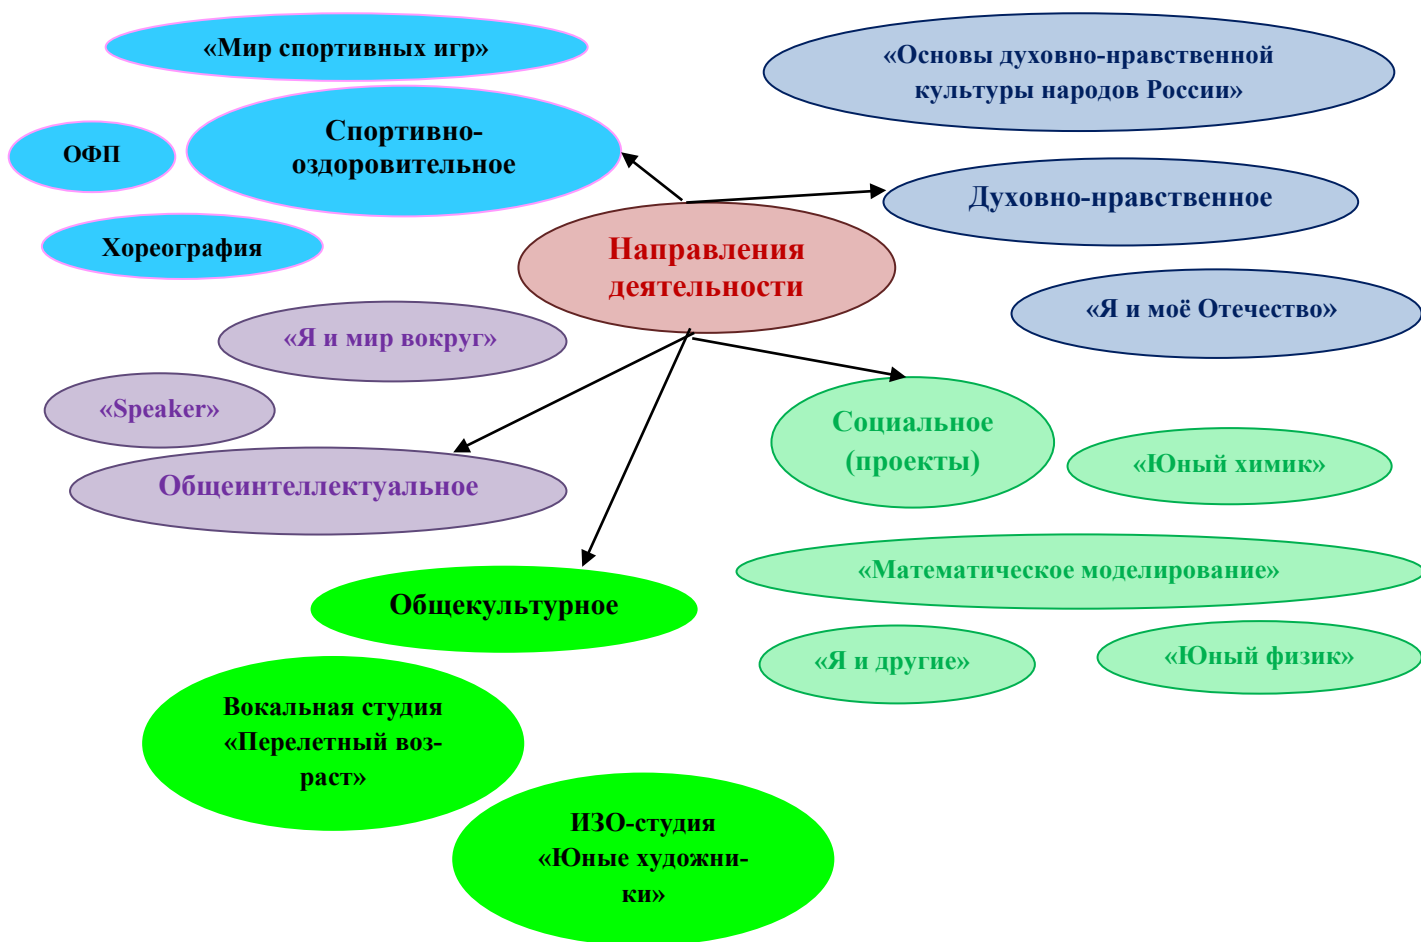 «Мир спортивных игр»
«Основы духовно-нравственной
культуры народов России»
Спортивно-
оздоровительное
ОФП
Духовно-нравственное
Хореография
Направления
деятельности
«Я и моё Отечество»
«Я и мир вокруг»
«Speaker»
Социальное
(проекты)
«Юный химик»
Общеинтеллектуальное
«Математическое моделирование»
Общекультурное
«Я и другие»
«Юный физик»
Вокальная студия
«Перелетный воз-
раст»
ИЗО-студия
«Юные художни-
ки»